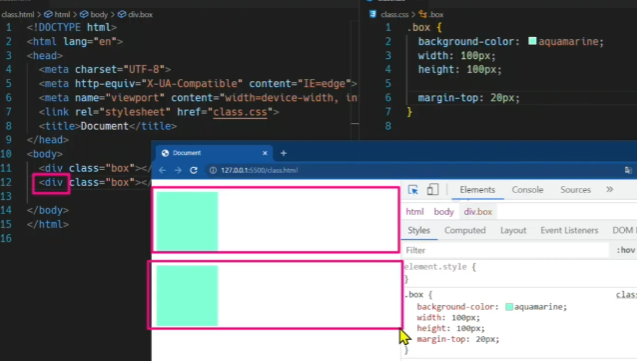 class.html > html > body > div.box
1 <!DOCTYPE html>
2 <html lang="en">
3 <head>
4 <meta charset="UTF-8">
5 <meta http-equiv="X-UA-Compatible" content="IE=edge">
6 <meta name="viewport" content="width=device-width, in
7 <link rel="stylesheet" href="class.css">
8 <title>Document</title>
9 </head>
10 <body>
11 <div class="box"></
12 <div class="box"></
13
14 </body>
15 </html>
16
class.css > .box
1 .box {
2 background-color: aquamarine;
3 width: 100px;
4 height: 100px;
5
6 margin-top: 20px;
7 }
8
Document
127.0.0.1:5500/class.html
Elements Console Sources »
html body div.box
Styles Computed Layout Event Listeners DOM
Filter :hov
element.style {
}
.box { class
background-color: aquamarine;
width: 100px;
height: 100px;
margin-top: 20px;
}